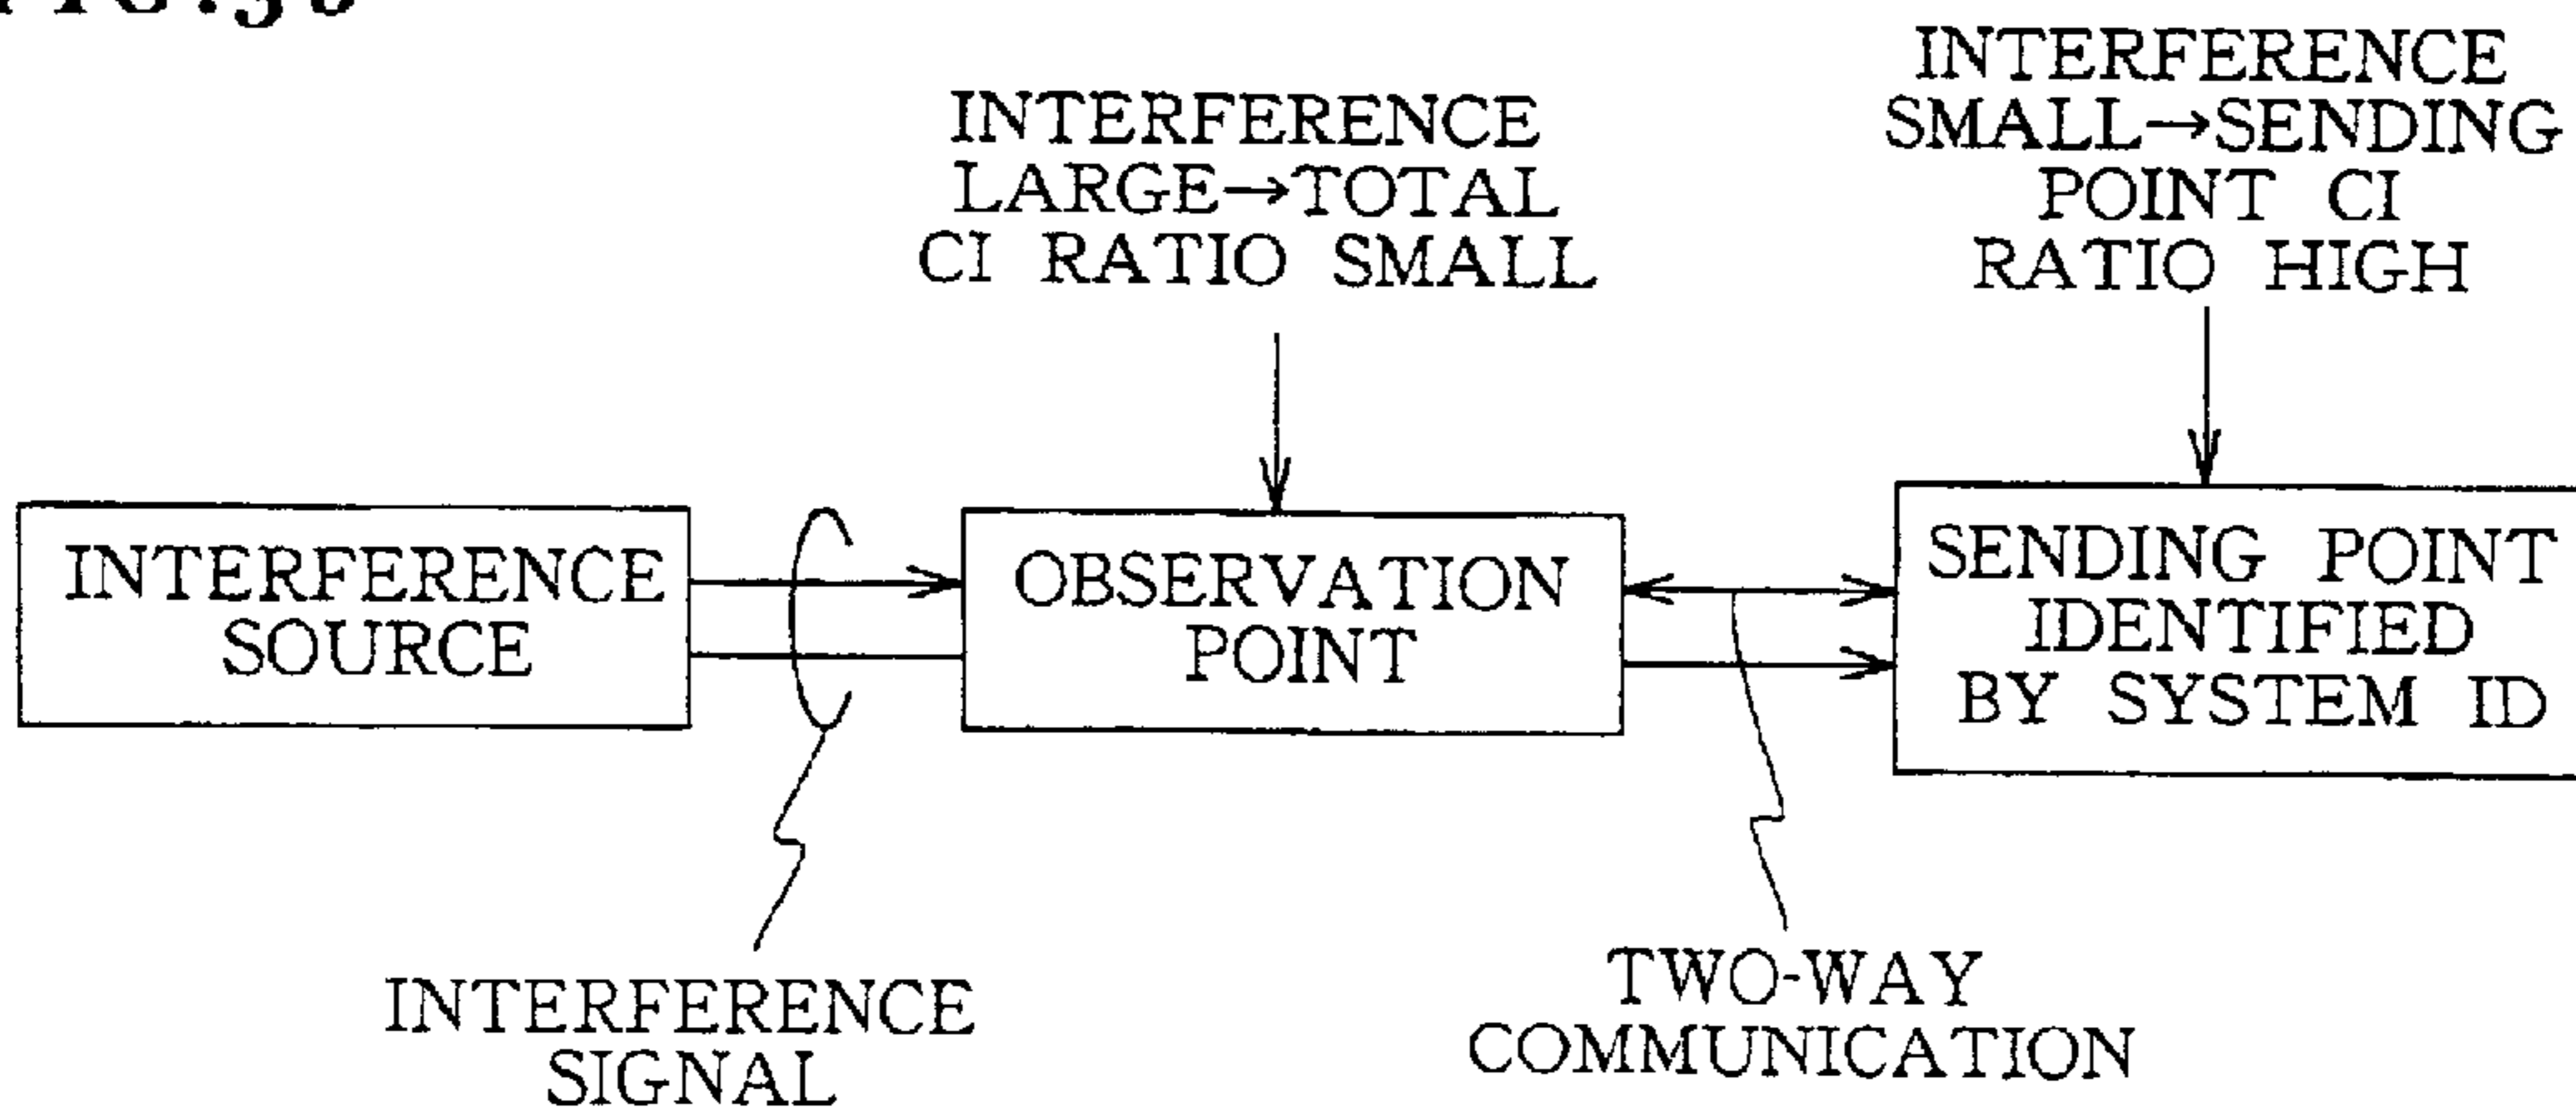 INTERFERENCE
LARGE→TOTAL
CI RATIO SMALL
INTERFERENCE
SMALL→SENDING
POINT CI
RATIO HIGH
INTERFERENCE
SOURCE
OBSERVATION
POINT
SENDING POINT
IDENTIFIED
BY SYSTEM ID
INTERFERENCE
SIGNAL
TWO-WAY
COMMUNICATION